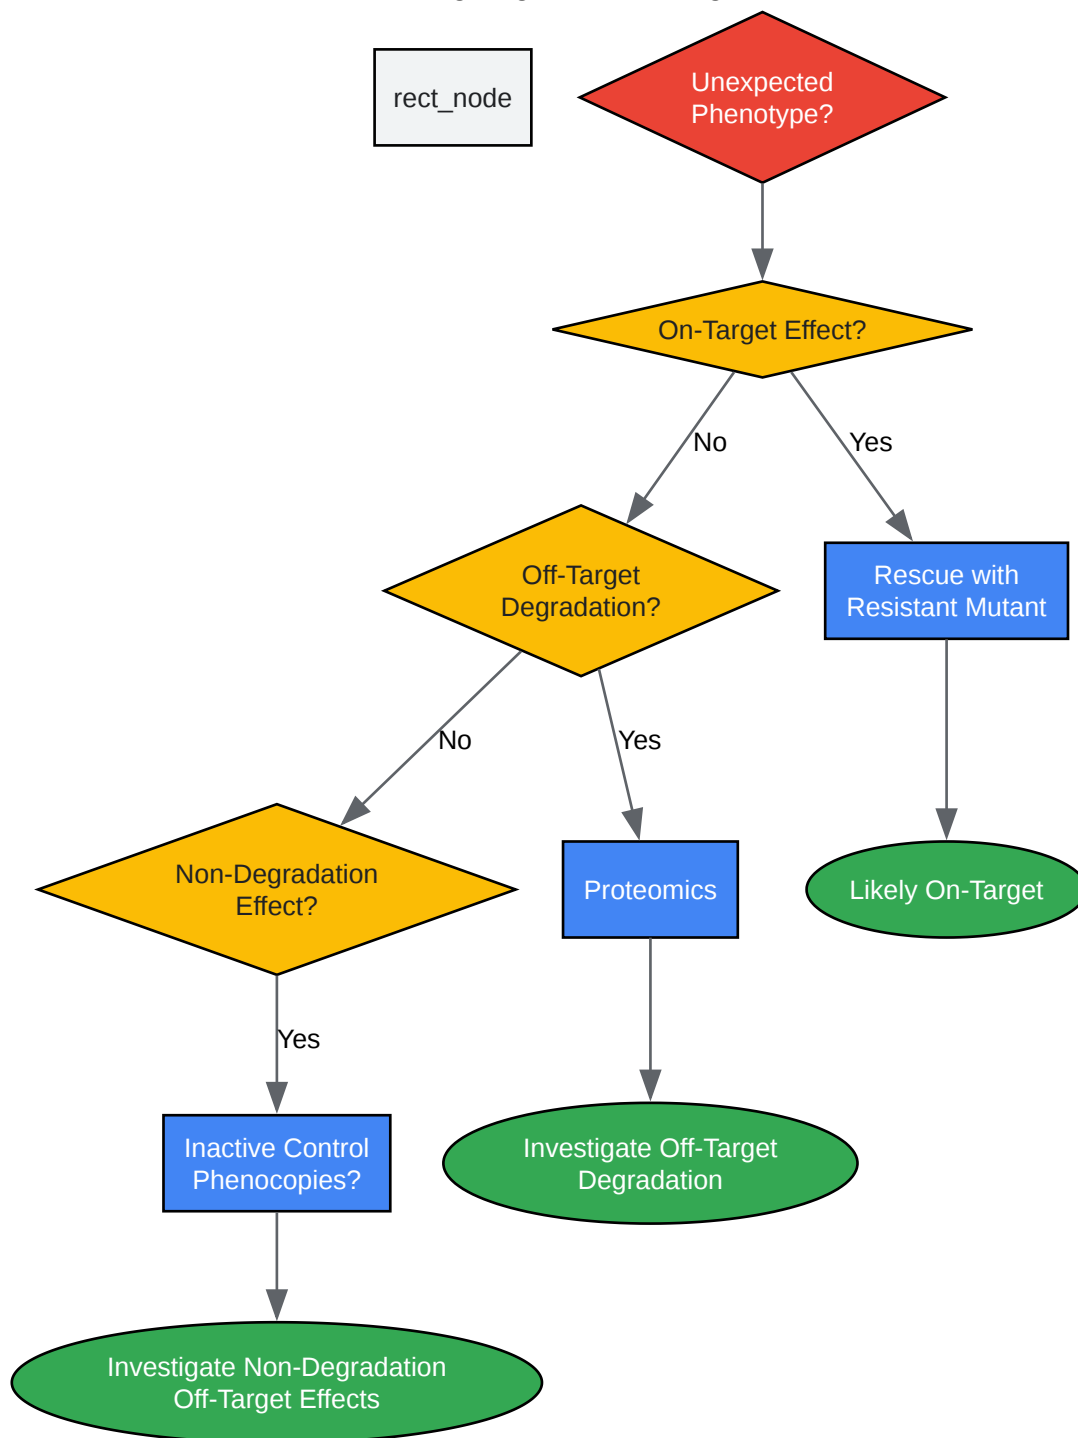 rect_node
Unexpected
Phenotype?
On-Target Effect?
No
Yes
Off-Target
Degradation?
Rescue with
Resistant Mutant
No
Yes
Non-Degradation
Effect?
Proteomics
Likely On-Target
Yes
Inactive Control
Phenocopies?
Investigate Off-Target
Degradation
Investigate Non-Degradation
Off-Target Effects